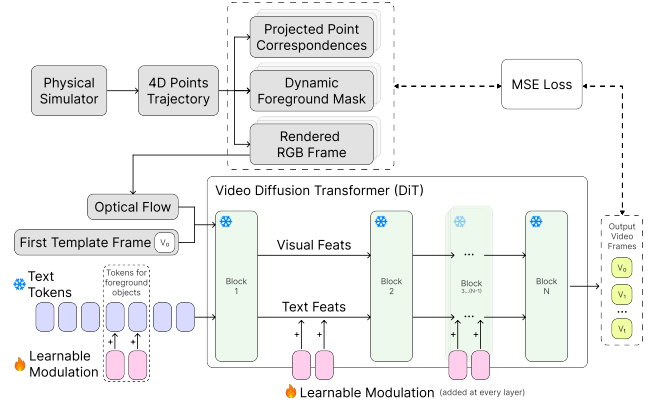 Projected Point
Correspondences
Physical
Simulator
4D Points
Trajectory
Dynamic
Foreground Mask
MSE Loss
Rendered
RGB Frame
Video Diffusion Transformer (DiT)
Optical Flow
First Template Frame
V₀
Output
Video
Frames
Visual Feats
Text
Tokens
Tokens for
foreground
objects
Block
1
Block
2
...
Block
3...(N-1)
Block
N
V₀
V₁
...
Vₜ
Text Feats
...
+
+
+
+
+
+
Learnable
Modulation
Learnable Modulation (added at every layer)